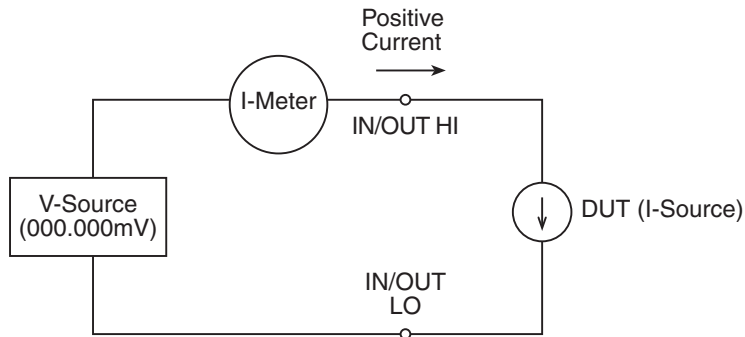 Positive
Current
I-Meter
IN/OUT HI
V-Source
(000.000mV)
DUT (I-Source)
IN/OUT
LO